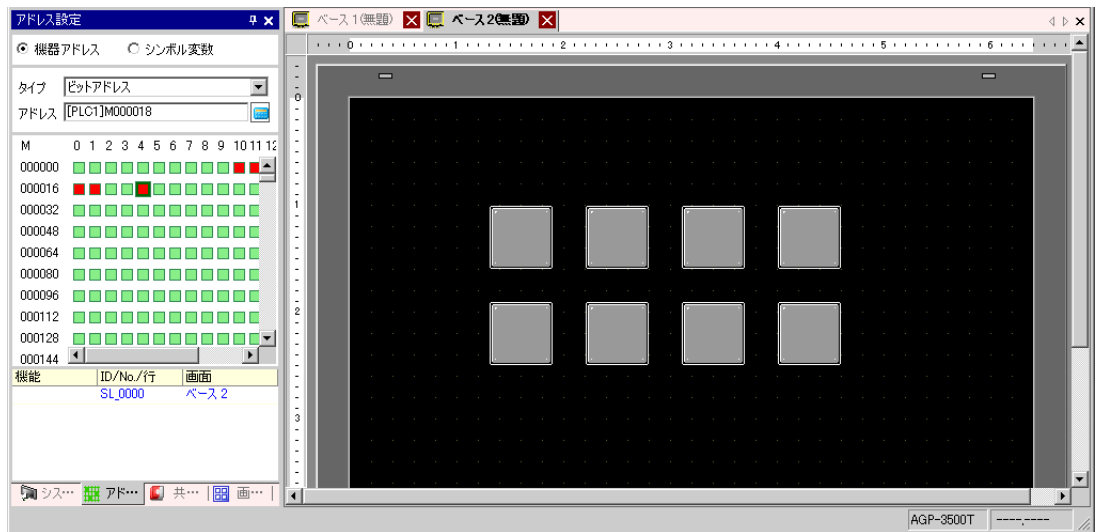 アドレス設定
ベース 1(無題) ベース 2(無題)
機器アドレス シンボル変数
タイプ ビットアドレス
アドレス [PLC1]M000018
M 0 1 2 3 4 5 6 7 8 9 10 11 12
000000
000016
000032
000048
000064
000080
000096
000112
000128
000144
機能 ID/No./行 画面
SL_0000 ベース 2
シス… アド… 共… 画…
0 1 2 3 4 5 6
0
1
2
3
AGP-3500T ----,----